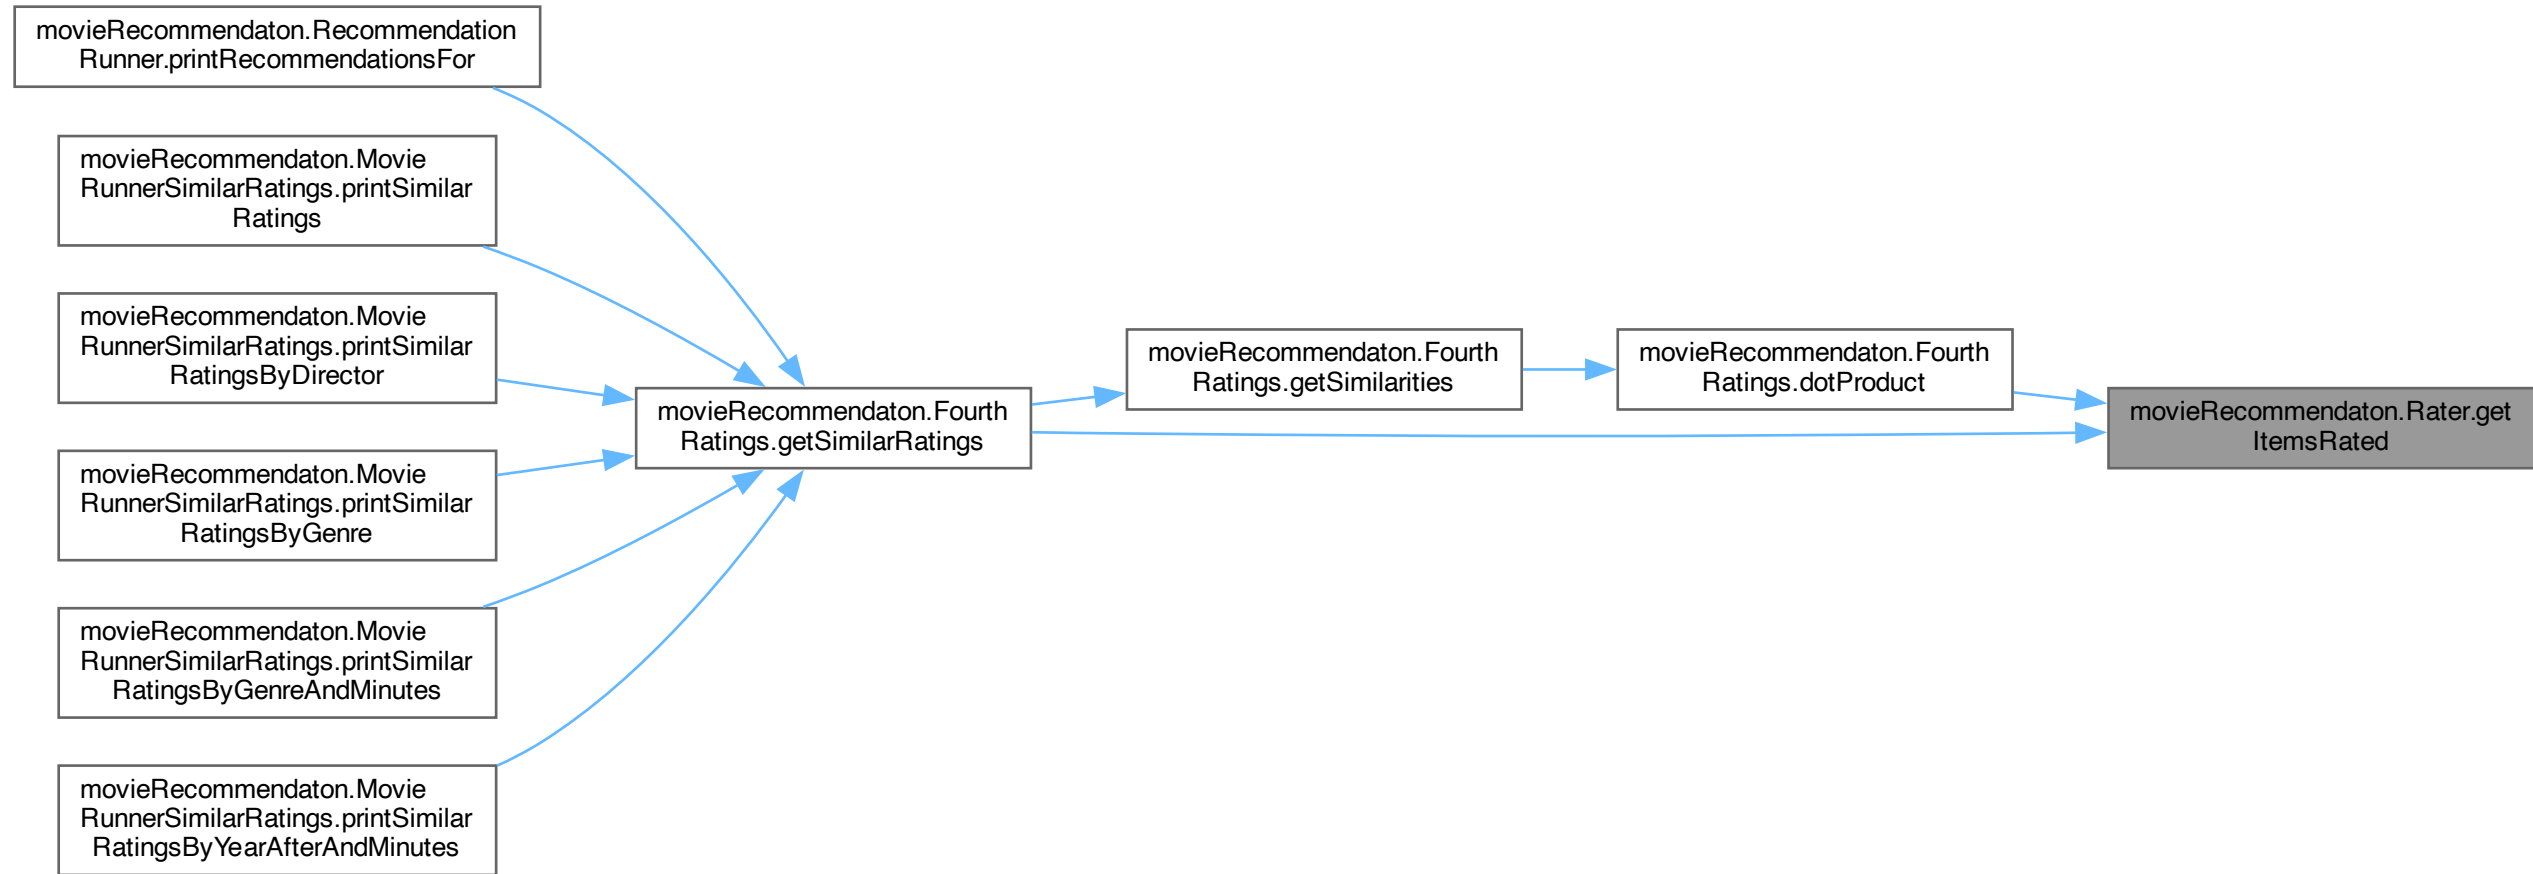 movieRecommendaton.Recommendation
Runner.printRecommendationsFor
movieRecommendaton.Movie
RunnerSimilarRatings.printSimilar
Ratings
movieRecommendaton.Movie
RunnerSimilarRatings.printSimilar
RatingsByDirector
movieRecommendaton.Movie
RunnerSimilarRatings.printSimilar
RatingsByGenre
movieRecommendaton.Movie
RunnerSimilarRatings.printSimilar
RatingsByGenreAndMinutes
movieRecommendaton.Movie
RunnerSimilarRatings.printSimilar
RatingsByYearAfterAndMinutes
movieRecommendaton.Fourth
Ratings.getSimilarRatings
movieRecommendaton.Fourth
Ratings.getSimilarities
movieRecommendaton.Fourth
Ratings.dotProduct
movieRecommendaton.Rater.get
ItemsRated